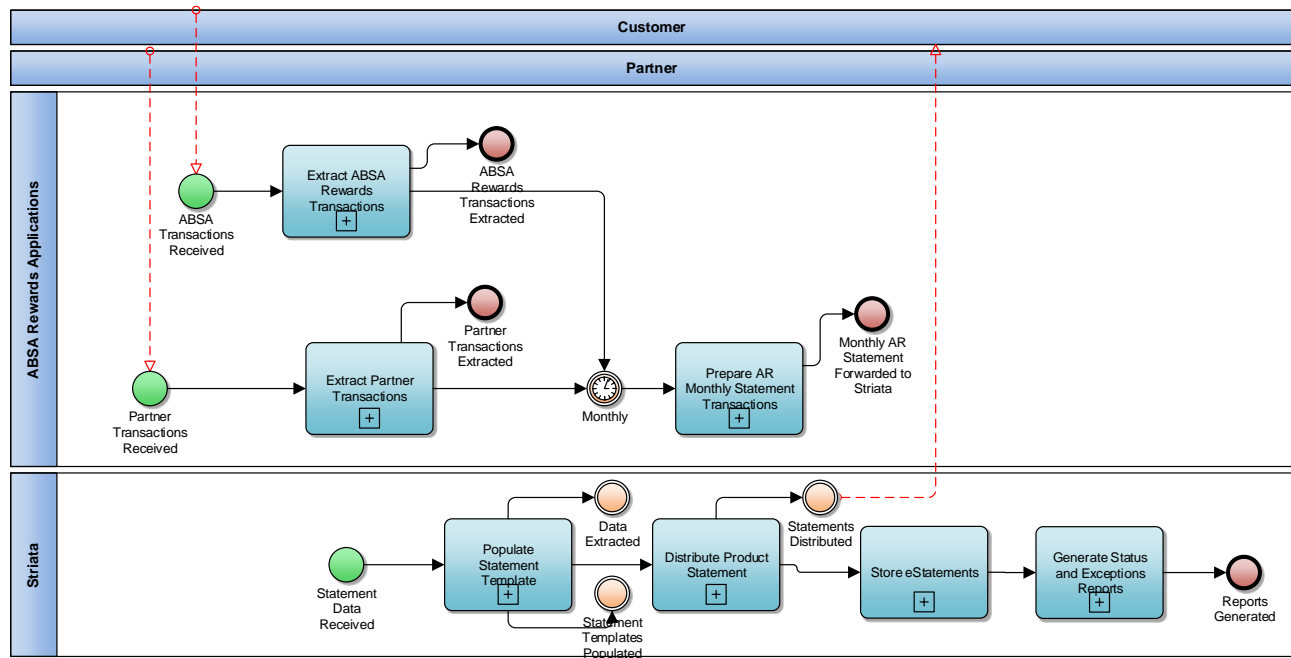 Customer
Partner
ABSA Rewards Applications
Extract ABSA
Rewards
Transactions
ABSA
Rewards
Transactions
Extracted
ABSA
Transactions
Received
Partner
Transactions
Extracted
Extract Partner
Transactions
Partner
Transactions
Received
Monthly
Prepare AR
Monthly Statement
Transactions
Monthly AR
Statement
Forwarded to
Striata
Striata
Statement
Data
Received
Populate
Statement
Template
Data
Extracted
Statement
Templates
Populated
Distribute Product
Statement
Statements
Distributed
Store eStatements
Generate Status
and Exceptions
Reports
Reports
Generated